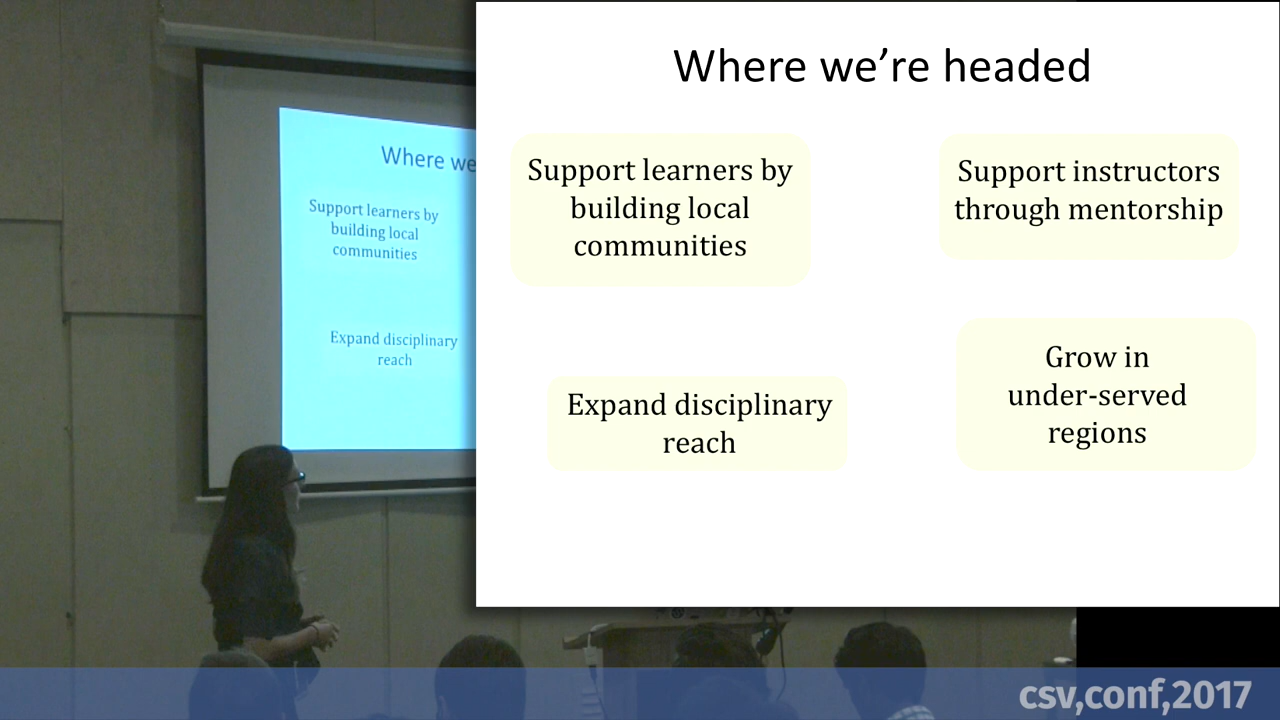 Where we
Support learners by
building local
communities
Expand disciplinary
reach
Where we're headed
Support learners by
building local
communities
Support instructors
through mentorship
Expand disciplinary
reach
Grow in
under-served
regions
csv,conf,2017